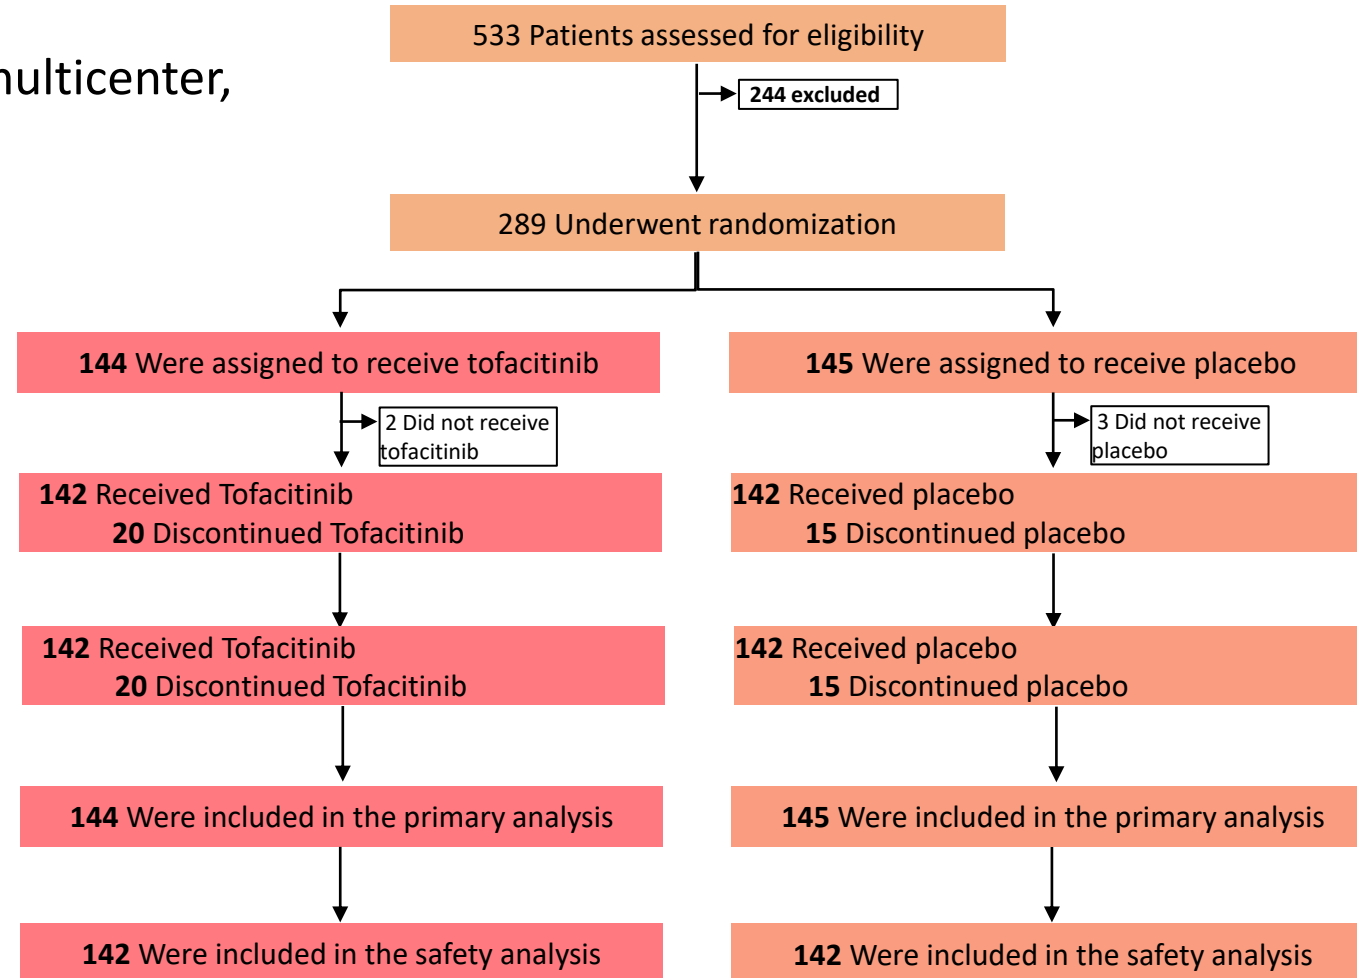 533 Patients assessed for eligibility
multicenter,
244 excluded
289 Underwent randomization
144 Were assigned to receive tofacitinib
145 Were assigned to receive placebo
2 Did not receive
tofacitinib
3 Did not receive
placebo
142 Received Tofacitinib
20 Discontinued Tofacitinib
142 Received placebo
15 Discontinued placebo
142 Received Tofacitinib
20 Discontinued Tofacitinib
142 Received placebo
15 Discontinued placebo
144 Were included in the primary analysis
145 Were included in the primary analysis
142 Were included in the safety analysis
142 Were included in the safety analysis